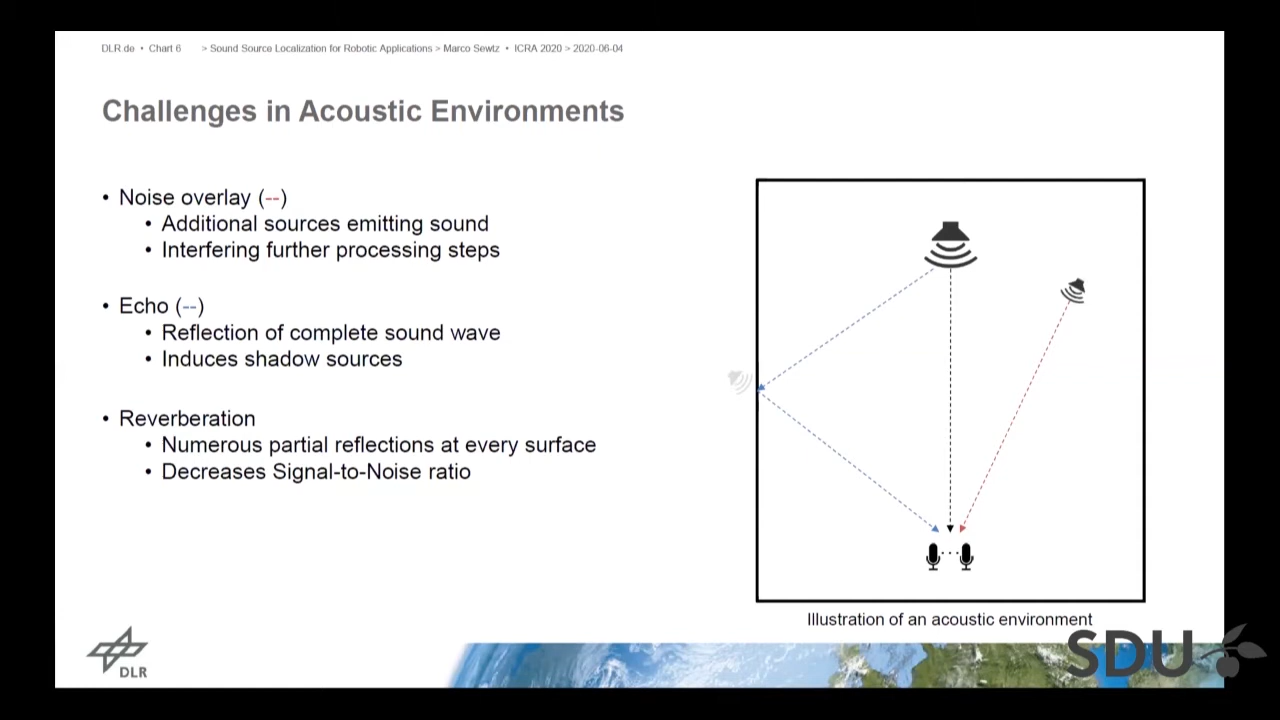 DLR.de • Chart 6 > Sound Source Localization for Robotic Applications > Marco Sewtz • ICRA 2020 > 2020-06-04
Challenges in Acoustic Environments
• Noise overlay (--)
• Additional sources emitting sound
• Interfering further processing steps
• Echo (--)
• Reflection of complete sound wave
• Induces shadow sources
• Reverberation
• Numerous partial reflections at every surface
• Decreases Signal-to-Noise ratio
Illustration of an acoustic environment
DLR
SDU